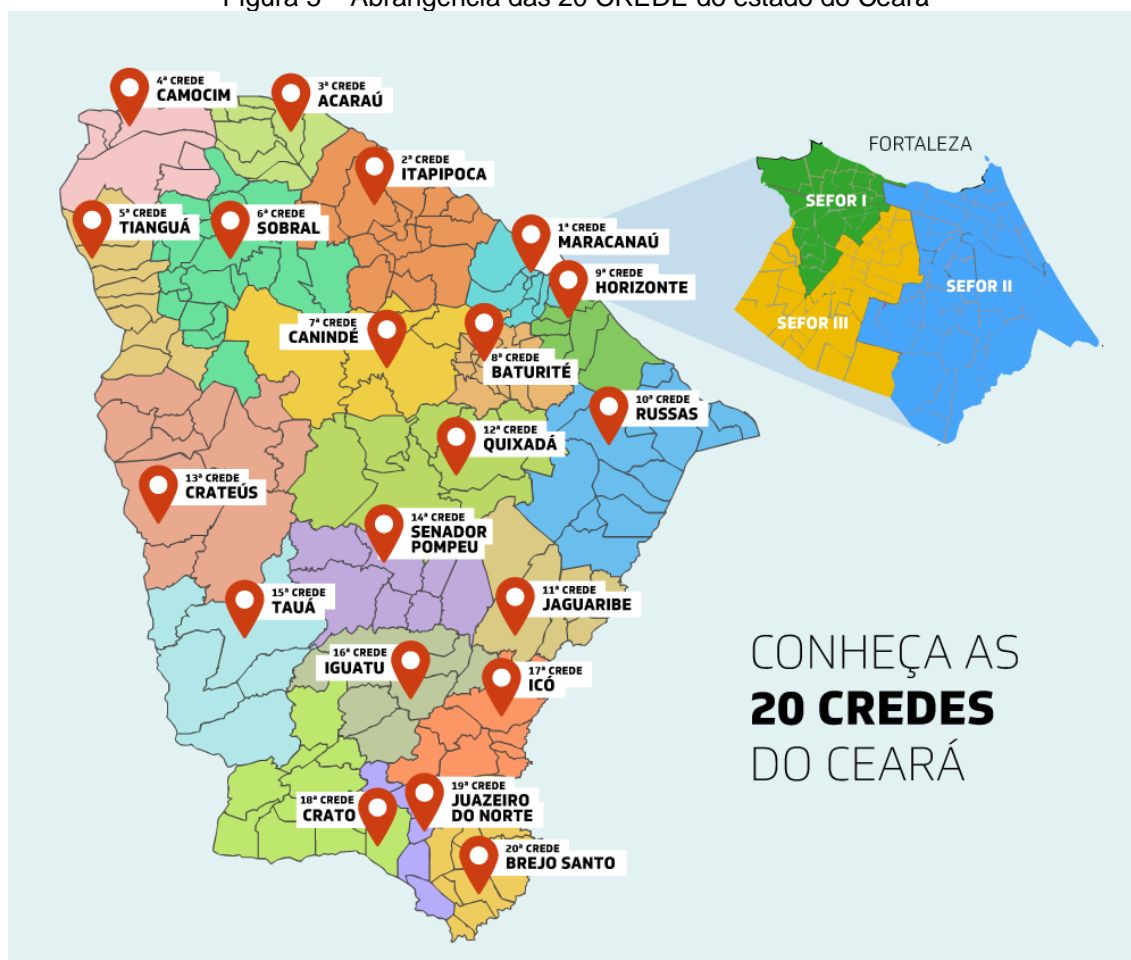 Figura 3 – Abrangência das 20 CREDE do estado do Ceará
4ª CREDE
CAMOCIM
3ª CREDE
ACARAÚ
2ª CREDE
ITAPIPOCA
FORTALEZA
SEFOR I
SEFOR II
SEFOR III
5ª CREDE
TIANGUÁ
6ª CREDE
SOBRAL
1ª CREDE
MARACANAÚ
9ª CREDE
HORIZONTE
7ª CREDE
CANINDÉ
8ª CREDE
BATURITÉ
10ª CREDE
RUSSAS
12ª CREDE
QUIXADÁ
13ª CREDE
CRATEÚS
14ª CREDE
SENADOR
POMPEU
15ª CREDE
TAUÁ
11ª CREDE
JAGUARIBE
16ª CREDE
IGUATU
17ª CREDE
ICÓ
18ª CREDE
CRATO
19ª CREDE
JUAZEIRO
DO NORTE
20ª CREDE
BREJO SANTO
CONHEÇA AS
20 CREDES
DO CEARÁ